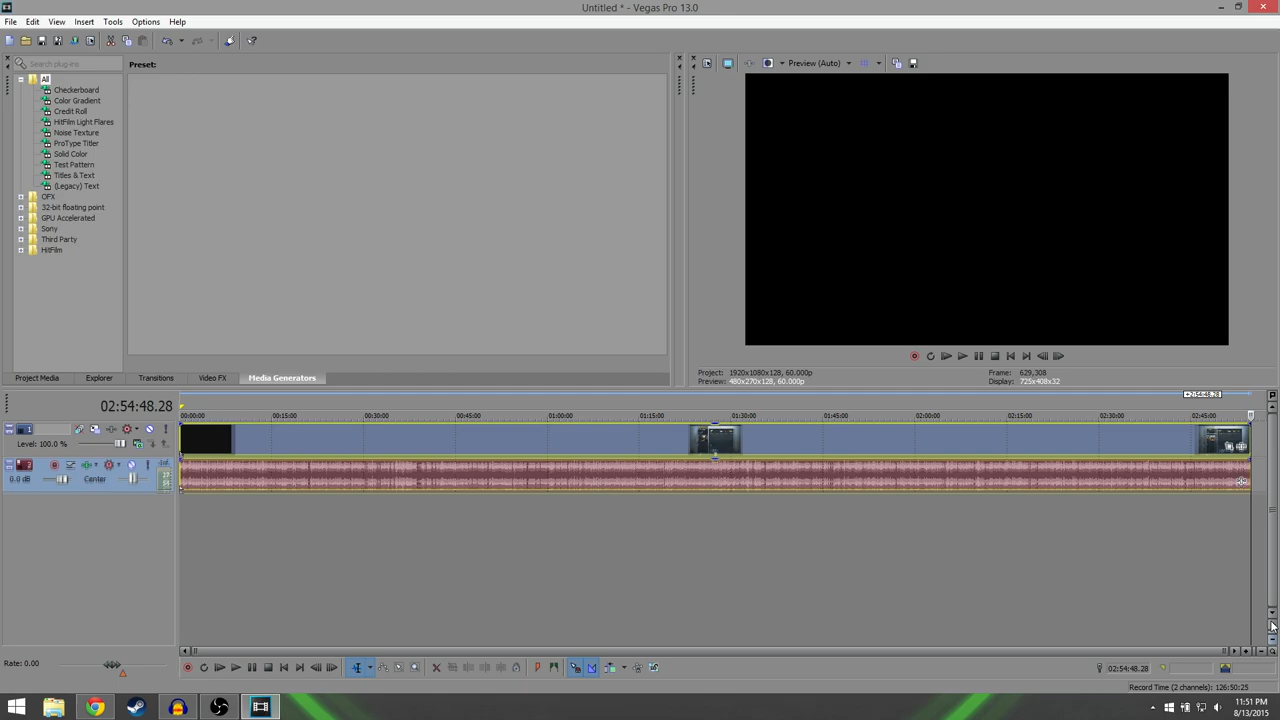 Untitled * - Vegas Pro 13.0
File Edit View Insert Tools Options Help
Search plug-ins
Preset:
Preview (Auto)
All
Checkerboard
Color Gradient
Credit Roll
HitFilm Light Flares
Noise Texture
ProType Titler
Solid Color
Test Pattern
Titles & Text
(Legacy) Text
OFX
32-bit floating point
GPU Accelerated
Sony
Third Party
HitFilm
Project Media Explorer Transitions Video FX Media Generators
Project: 1920x1080x128, 60.000p
Preview: 480x270x128, 60.000p
Frame: 629,308
Display: 725x408x32
+2:54:48.28
02:54:48.28
00:00:00 00:15:00 00:30:00 00:45:00 01:00:00 01:15:00 01:30:00 01:45:00 02:00:00 02:15:00 02:30:00 02:45:00
1
Level: 100.0 %
2
0.0 dB Center
Rate: 0.00
02:54:48.28
Record Time (2 channels): 126:50:25
11:51 PM
8/13/2015